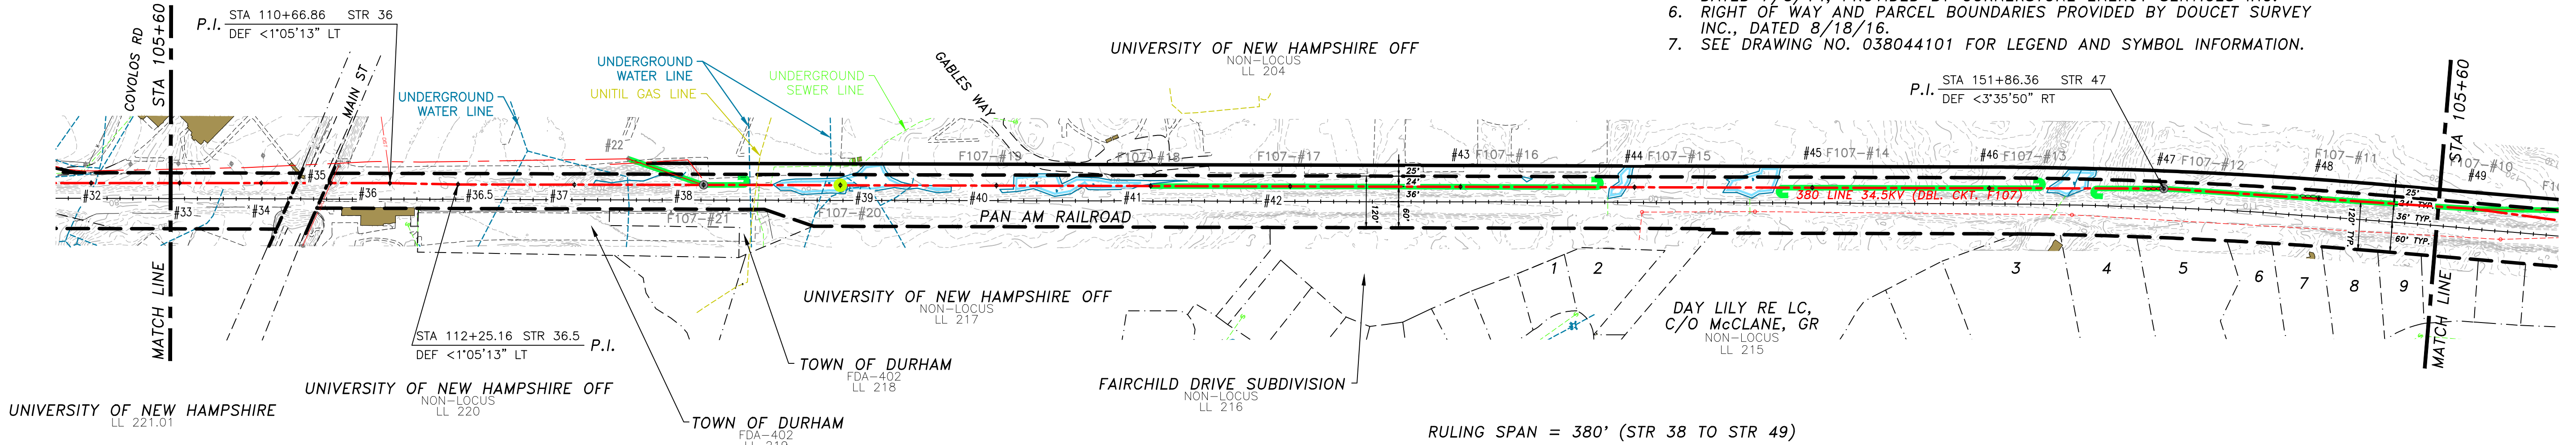 STA 110+66.86 STR 36
P.I.
DEF <1°05'13" LT
COVOLOS RD
STA 105+60
MAIN ST
UNDERGROUND
WATER LINE
UNDERGROUND
WATER LINE
UNITIL GAS LINE
UNDERGROUND
SEWER LINE
GABLES WAY
UNIVERSITY OF NEW HAMPSHIRE OFF
NON-LOCUS
LL 204
6. RIGHT OF WAY AND PARCEL BOUNDARIES PROVIDED BY DOUCET SURVEY
INC., DATED 8/18/16.
7. SEE DRAWING NO. 038044101 FOR LEGEND AND SYMBOL INFORMATION.
STA 151+86.36 STR 47
P.I.
DEF <3°35'50" RT
STA 105+60
#22
F107-#19
F107-#18
F107-#17
#43
F107-#16
#44
F107-#15
#45
F107-#14
#46
F107-#13
#47
F107-#12
F107-#11
#48
F107-#10
#49
25'
24'
36'
120'
60'
#32
#33
#34
#35
#36
#36.5
#37
#38
F107-#21
F107-#20
#39
#40
#41
#42
PAN AM RAILROAD
380 LINE 34.5KV (DBL. CKT. F107)
25'
24' TYP.
36' TYP.
120' TYP.
60' TYP.
1
2
3
4
5
6
7
8
9
MATCH LINE
MATCH LINE
UNIVERSITY OF NEW HAMPSHIRE OFF
NON-LOCUS
LL 217
DAY LILY RE LC,
C/O McCLANE, GR
NON-LOCUS
LL 215
STA 112+25.16 STR 36.5
P.I.
DEF <1°05'13" LT
TOWN OF DURHAM
FDA-402
LL 218
FAIRCHILD DRIVE SUBDIVISION
NON-LOCUS
LL 216
UNIVERSITY OF NEW HAMPSHIRE OFF
NON-LOCUS
LL 220
UNIVERSITY OF NEW HAMPSHIRE
LL 221.01
TOWN OF DURHAM
FDA-402
RULING SPAN = 380' (STR 38 TO STR 49)